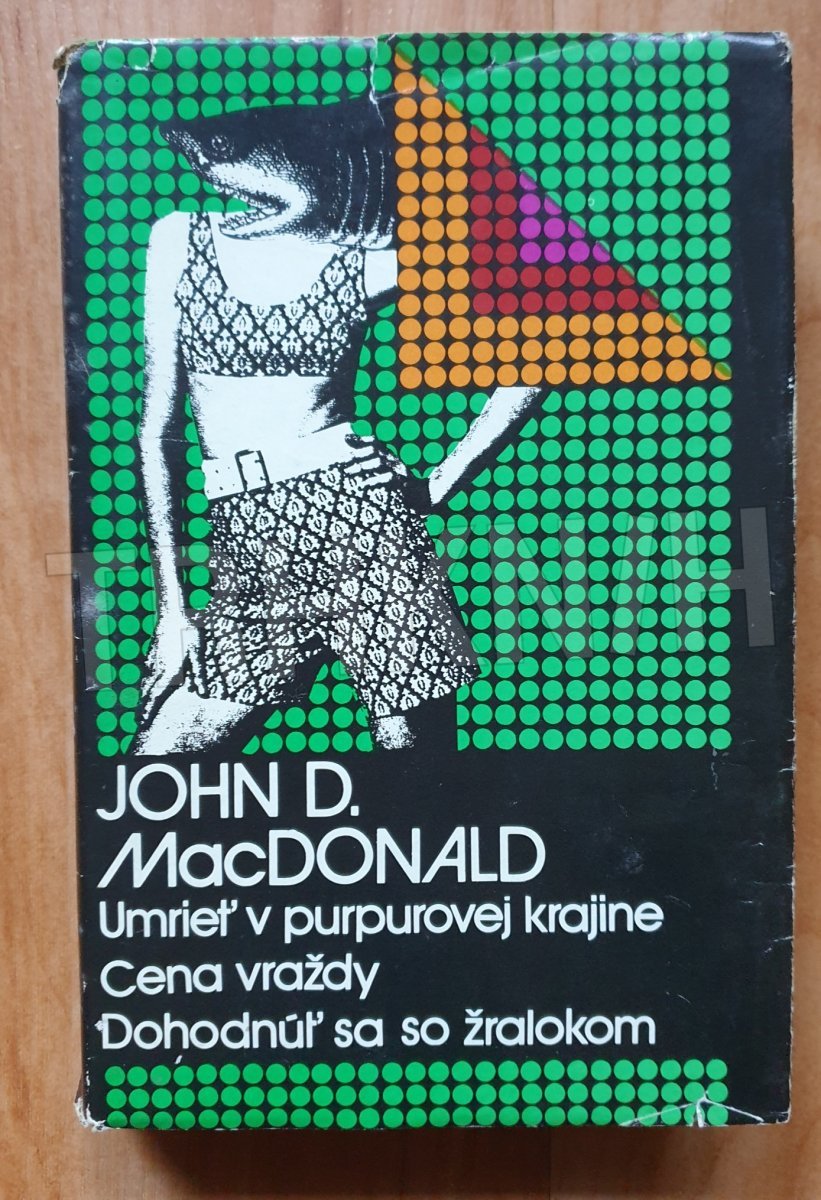 JOHN D.
MacDONALD
Umrieť v purpurovej krajine
Cena vraždy
Dohodnúť sa so žralokom